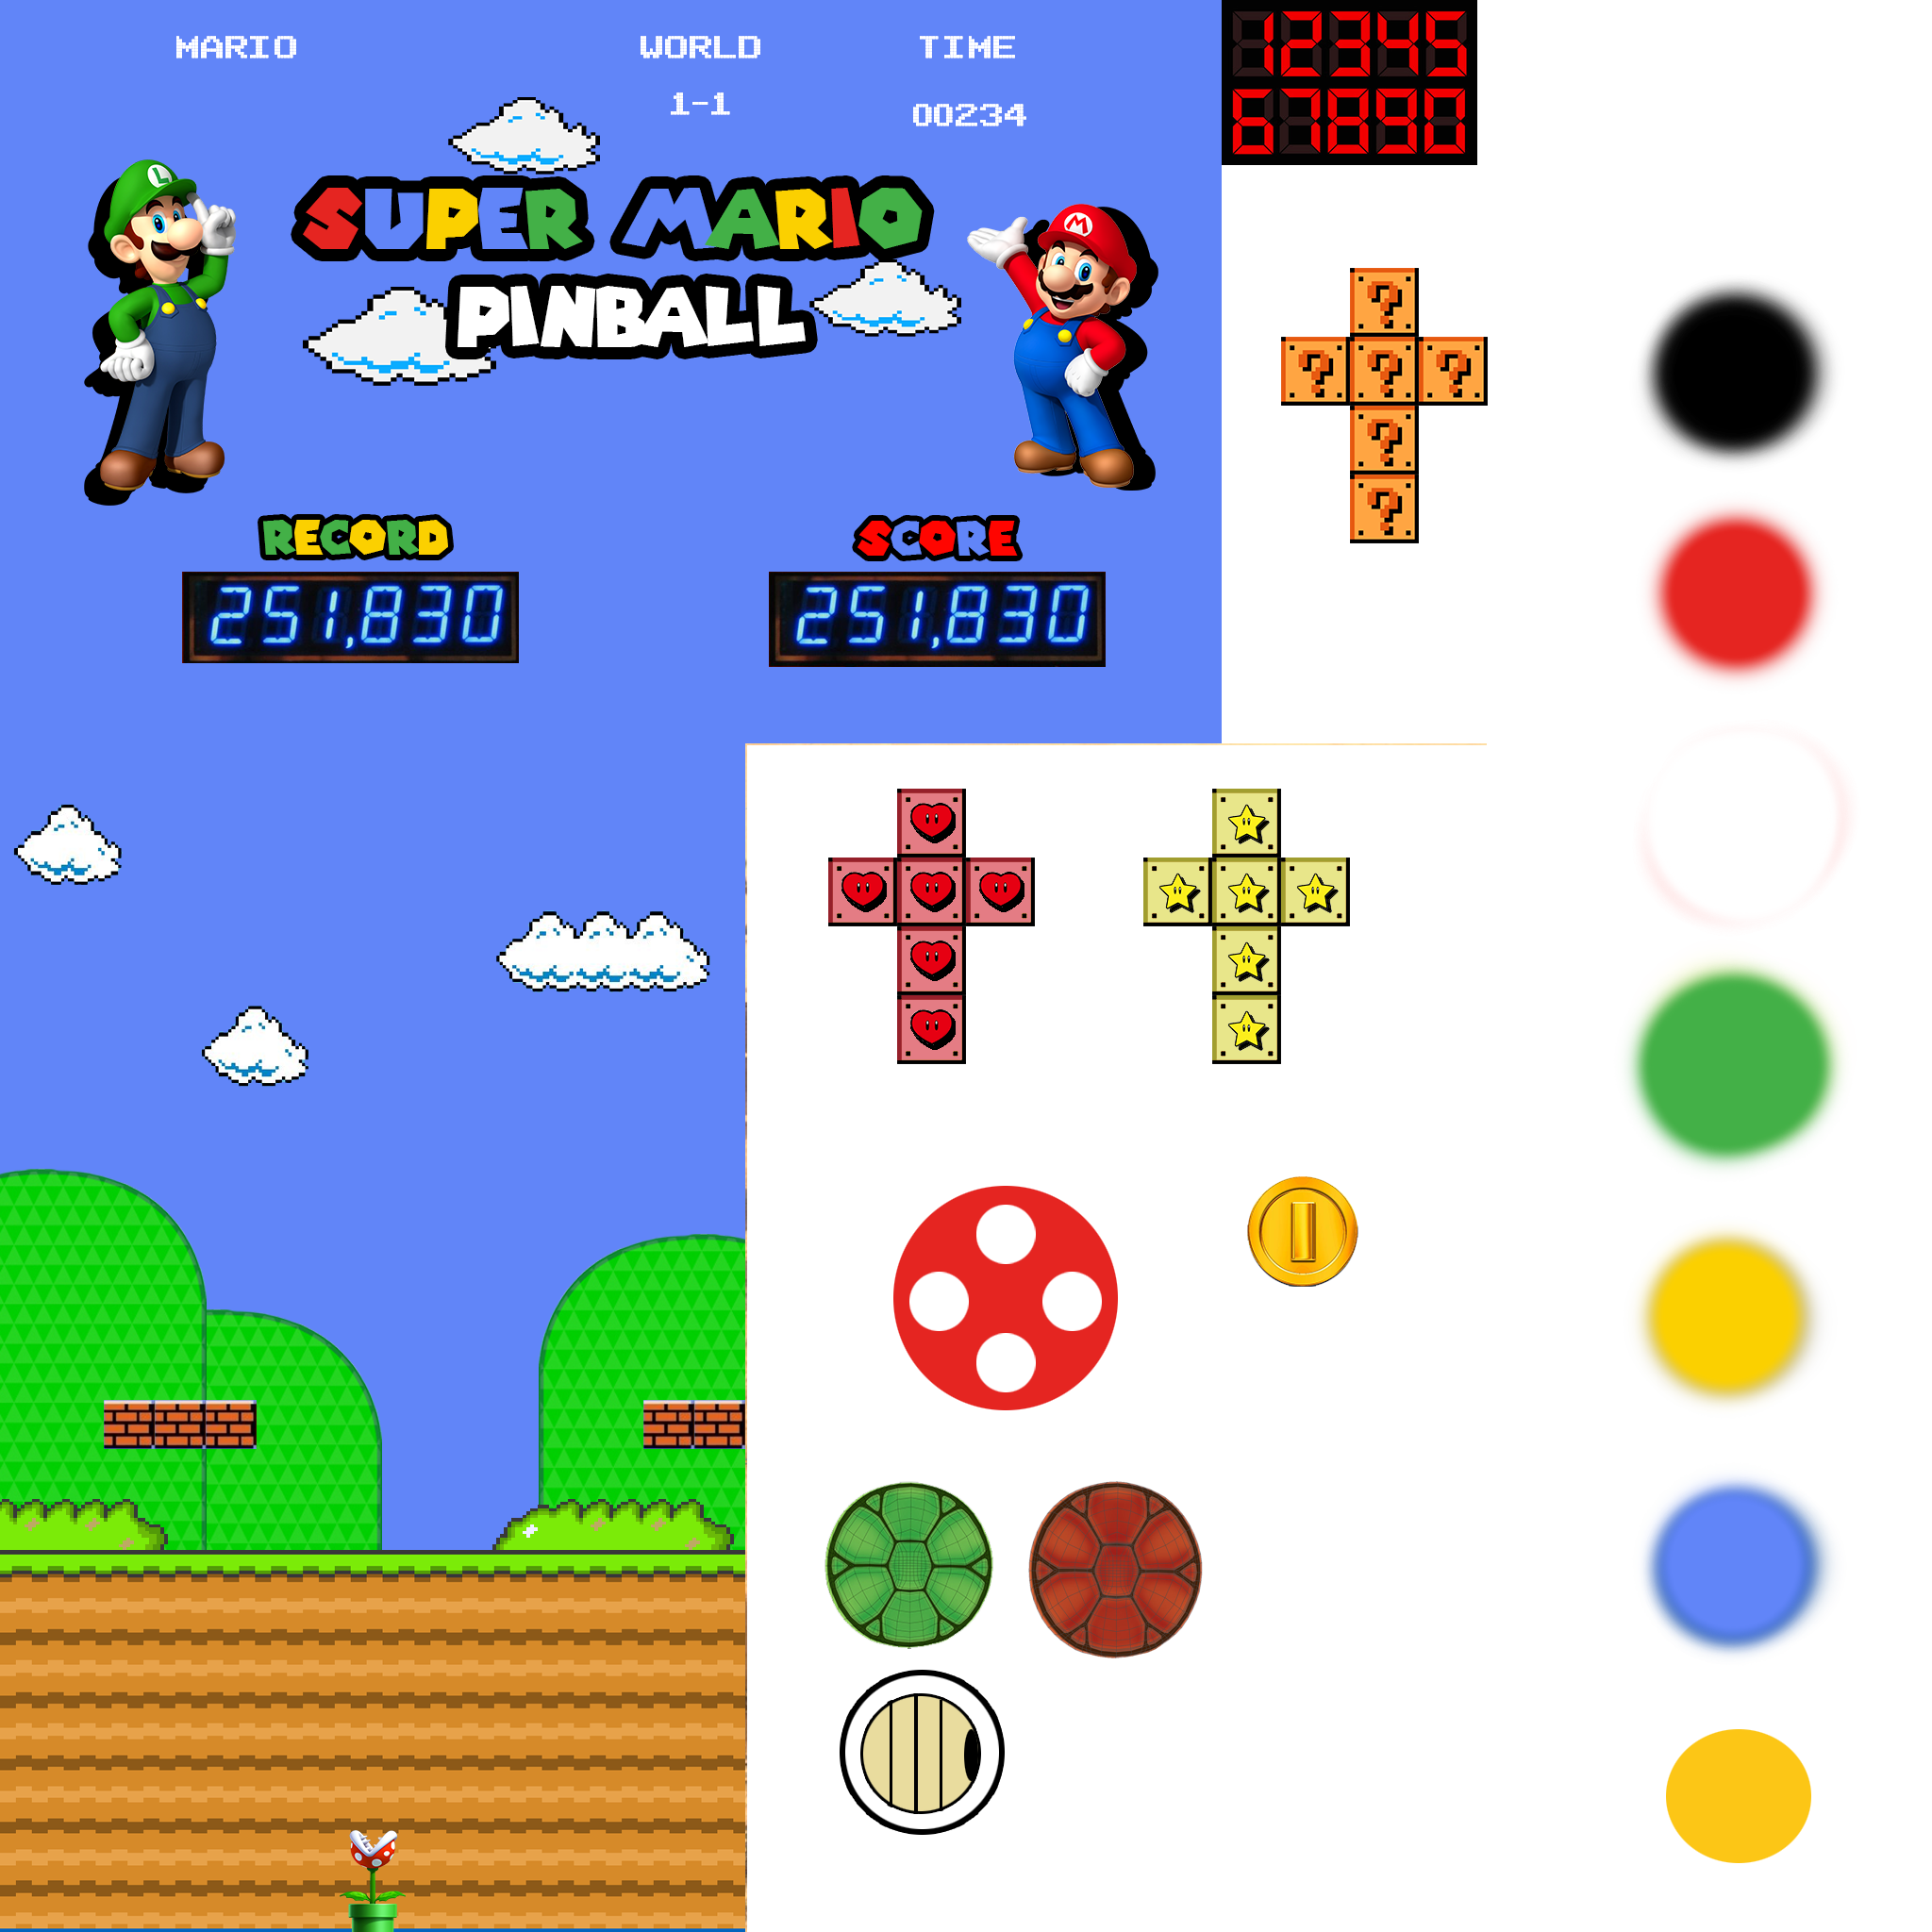 MARIO WORLD TIME
1-1 00234
12345
67890
L
M
SUPER MARIO
PINBALL
RECORD SCORE
251,830 251,830
?
? ? ?
?
?